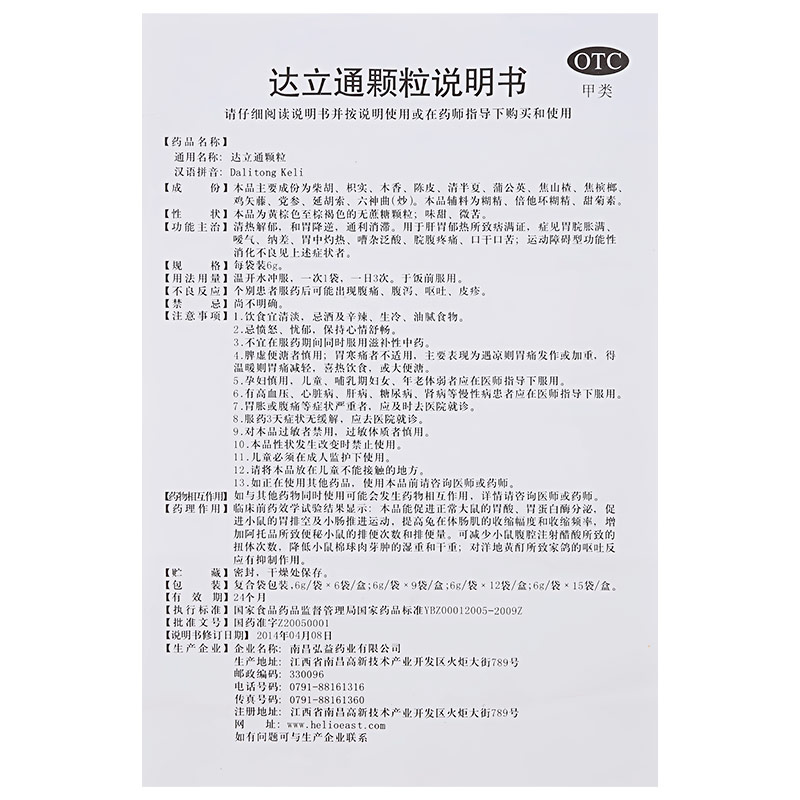 OTC
甲类
达立通颗粒说明书
请仔细阅读说明书并按说明使用或在药师指导下购买和使用
【药品名称】
通用名称: 达立通颗粒
汉语拼音: Dalitong Keli
【成 份】本品主要成份为柴胡、枳实、木香、陈皮、清半夏、蒲公英、焦山楂、焦槟榔、
鸡矢藤、党参、延胡索、六神曲(炒)。本品辅料为糊精、倍他环糊精、甜菊素。
【性 状】本品为黄棕色至棕褐色的无蔗糖颗粒；味甜、微苦。
【功能主治】清热解郁，和胃降逆，通利消滞。用于肝胃郁热所致痞满证，症见胃脘胀满、
嗳气、纳差、胃中灼热、嘈杂泛酸、脘腹疼痛、口干口苦；运动障碍型功能性
消化不良见上述症状者。
【规 格】每袋装6g。
【用法用量】温开水冲服，一次1袋，一日3次。于饭前服用。
【不良反应】个别患者服药后可能出现腹痛、腹泻、呕吐、皮疹。
【禁 忌】尚不明确。
【注意事项】1.饮食宜清淡，忌酒及辛辣、生冷、油腻食物。
2.忌愤怒、忧郁，保持心情舒畅。
3.不宜在服药期间同时服用滋补性中药。
4.脾虚便溏者慎用；胃寒痛者不适用，主要表现为遇凉则胃痛发作或加重，得
温暖则胃痛减轻，喜热饮食，或大便溏。
5.孕妇慎用，儿童、哺乳期妇女、年老体弱者应在医师指导下服用。
6.有高血压、心脏病、肝病、糖尿病、肾病等慢性病患者应在医师指导下服用。
7.胃胀或腹痛等症状严重者，应及时去医院就诊。
8.服药3天症状无缓解，应去医院就诊。
9.对本品过敏者禁用，过敏体质者慎用。
10.本品性状发生改变时禁止使用。
11.儿童必须在成人监护下使用。
12.请将本品放在儿童不能接触的地方。
13.如正在使用其他药品，使用本品前请咨询医师或药师。
【药物相互作用】如与其他药物同时使用可能会发生药物相互作用，详情请咨询医师或药师。
【药理作用】临床前药效学试验结果显示: 本品能促进正常大鼠的胃酸、胃蛋白酶分泌，促
进小鼠的胃排空及小肠推进运动，提高兔在体肠肌的收缩幅度和收缩频率，增
加阿托品所致便秘小鼠的排便次数和排便量。可减少小鼠腹腔注射醋酸所致的
扭体次数，降低小鼠棉球肉芽肿的湿重和干重；对洋地黄酊所致家鸽的呕吐反
应有抑制作用。
【贮 藏】密封，干燥处保存。
【包 装】复合袋包装,6g/袋×6袋/盒;6g/袋×9袋/盒;6g/袋×12袋/盒;6g/袋×15袋/盒。
【有 效 期】24个月
【执行标准】国家食品药品监督管理局国家药品标准YBZ00012005-2009Z
【批准文号】国药准字Z20050001
【说明书修订日期】2014年04月08日
【生产企业】企业名称: 南昌弘益药业有限公司
生产地址: 江西省南昌高新技术产业开发区火炬大街789号
邮政编码: 330096
电话号码: 0791-88161316
传真号码: 0791-88161360
注册地址: 江西省南昌高新技术产业开发区火炬大街789号
网 址: www.helioeast.com
如有问题可与生产企业联系